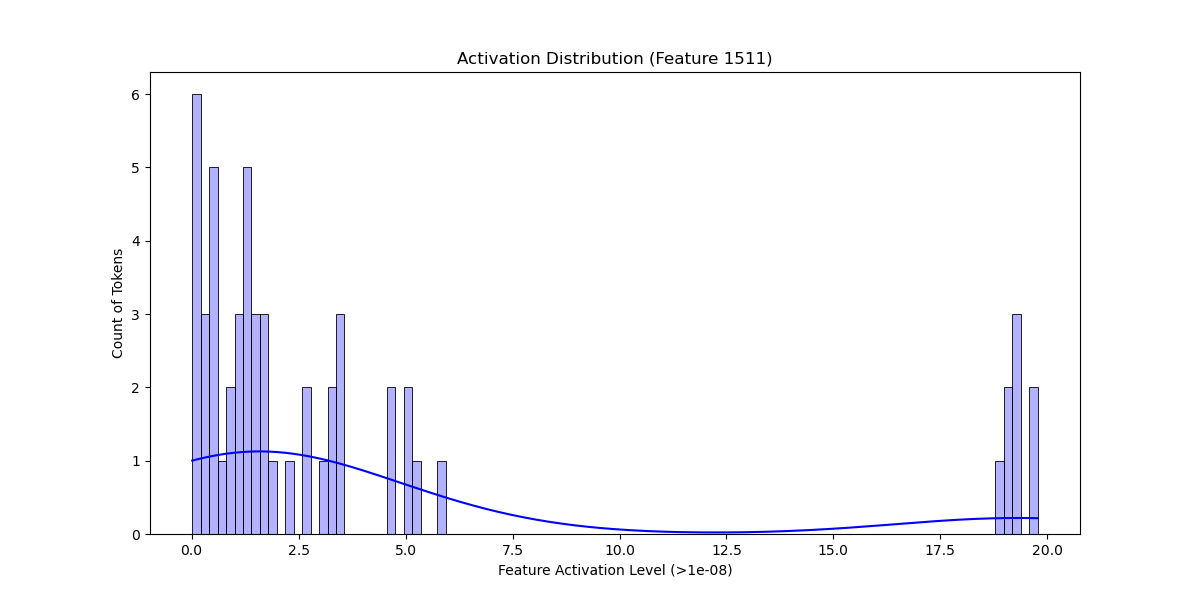 Activation Distribution (Feature 1511)
6
5
4
3
2
1
0
Count of Tokens
0.0 2.5 5.0 7.5 10.0 12.5 15.0 17.5 20.0
Feature Activation Level (>1e-08)